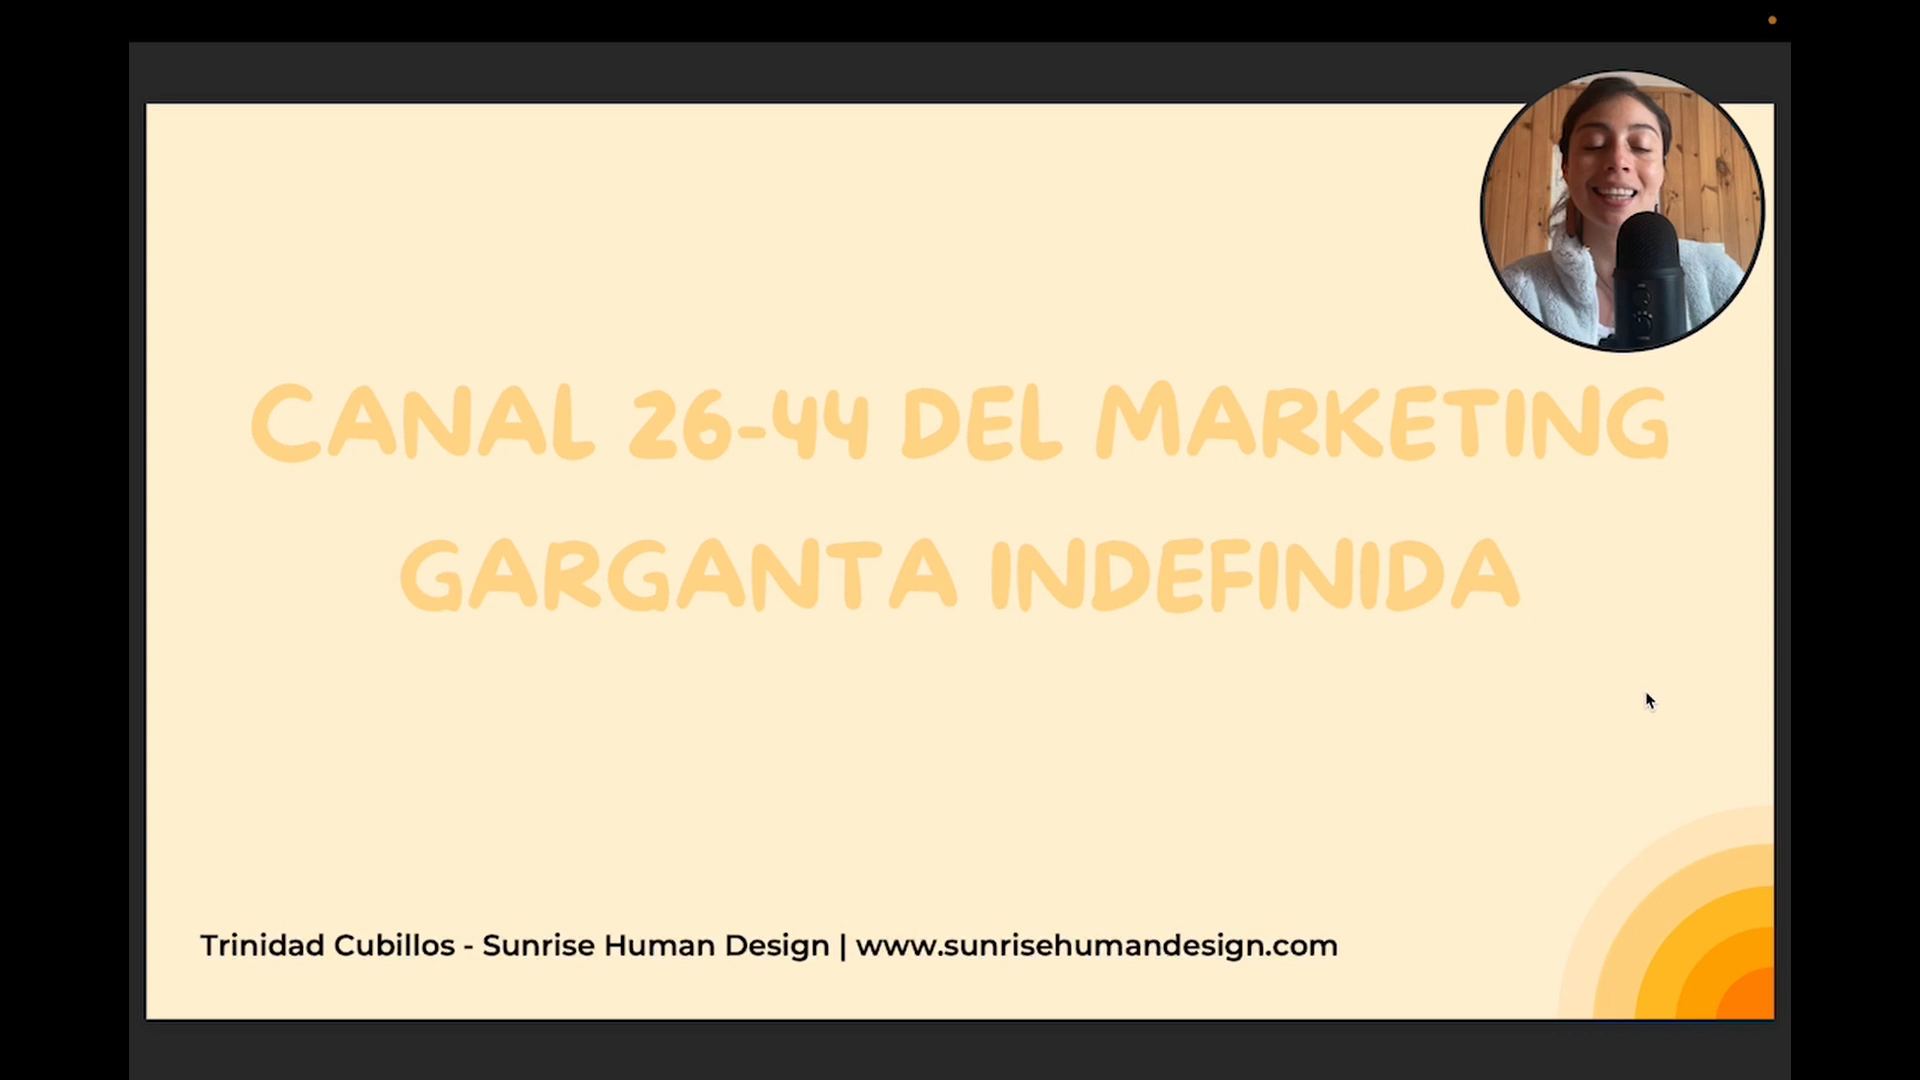 CANAL 26-44 DEL MARKETING
GARGANTA INDEFINIDA
Trinidad Cubillos - Sunrise Human Design | www.sunrisehumandesign.com